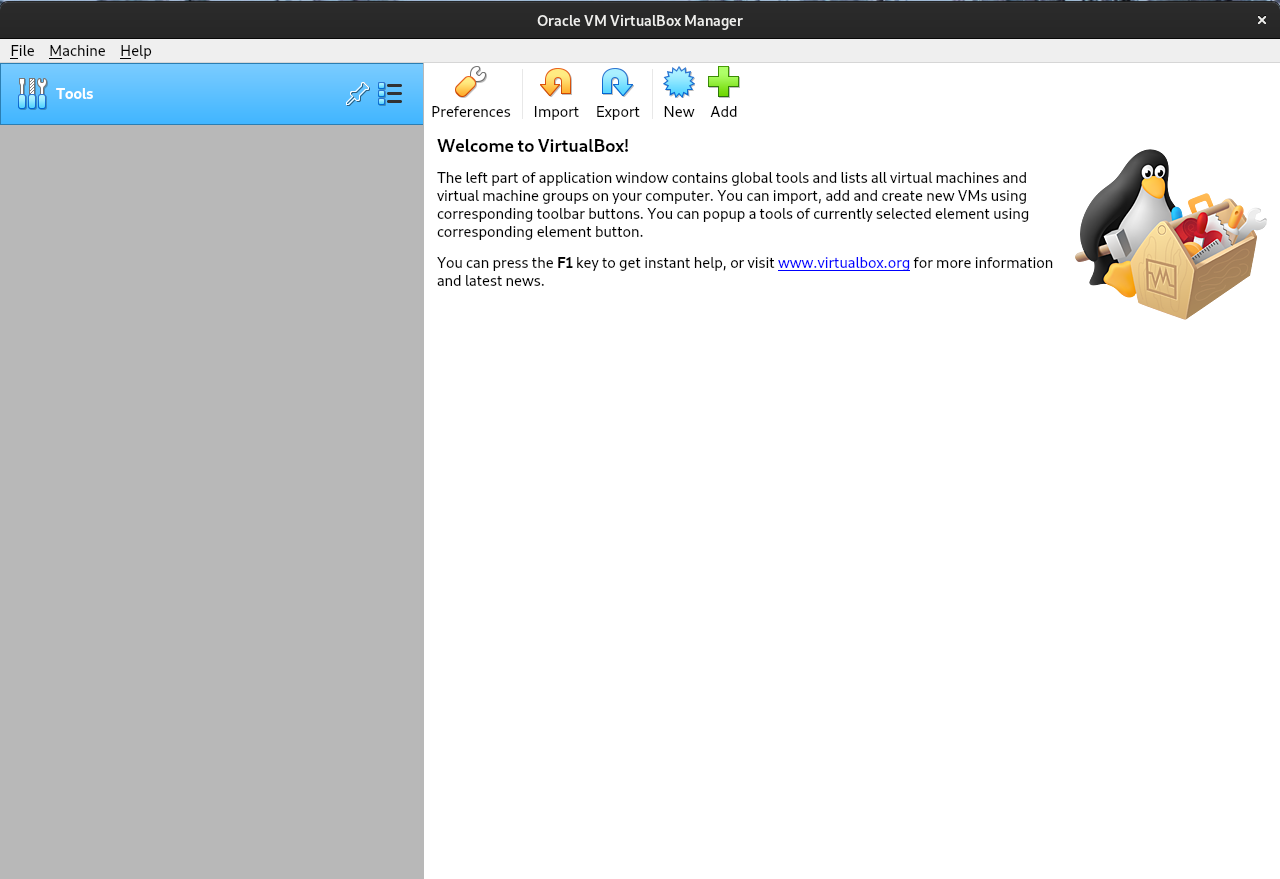 Oracle VM VirtualBox Manager
File Machine Help
Tools
Preferences Import Export New Add
Welcome to VirtualBox!
The left part of application window contains global tools and lists all virtual machines and
virtual machine groups on your computer. You can import, add and create new VMs using
corresponding toolbar buttons. You can popup a tools of currently selected element using
corresponding element button.
You can press the F1 key to get instant help, or visit www.virtualbox.org for more information
and latest news.